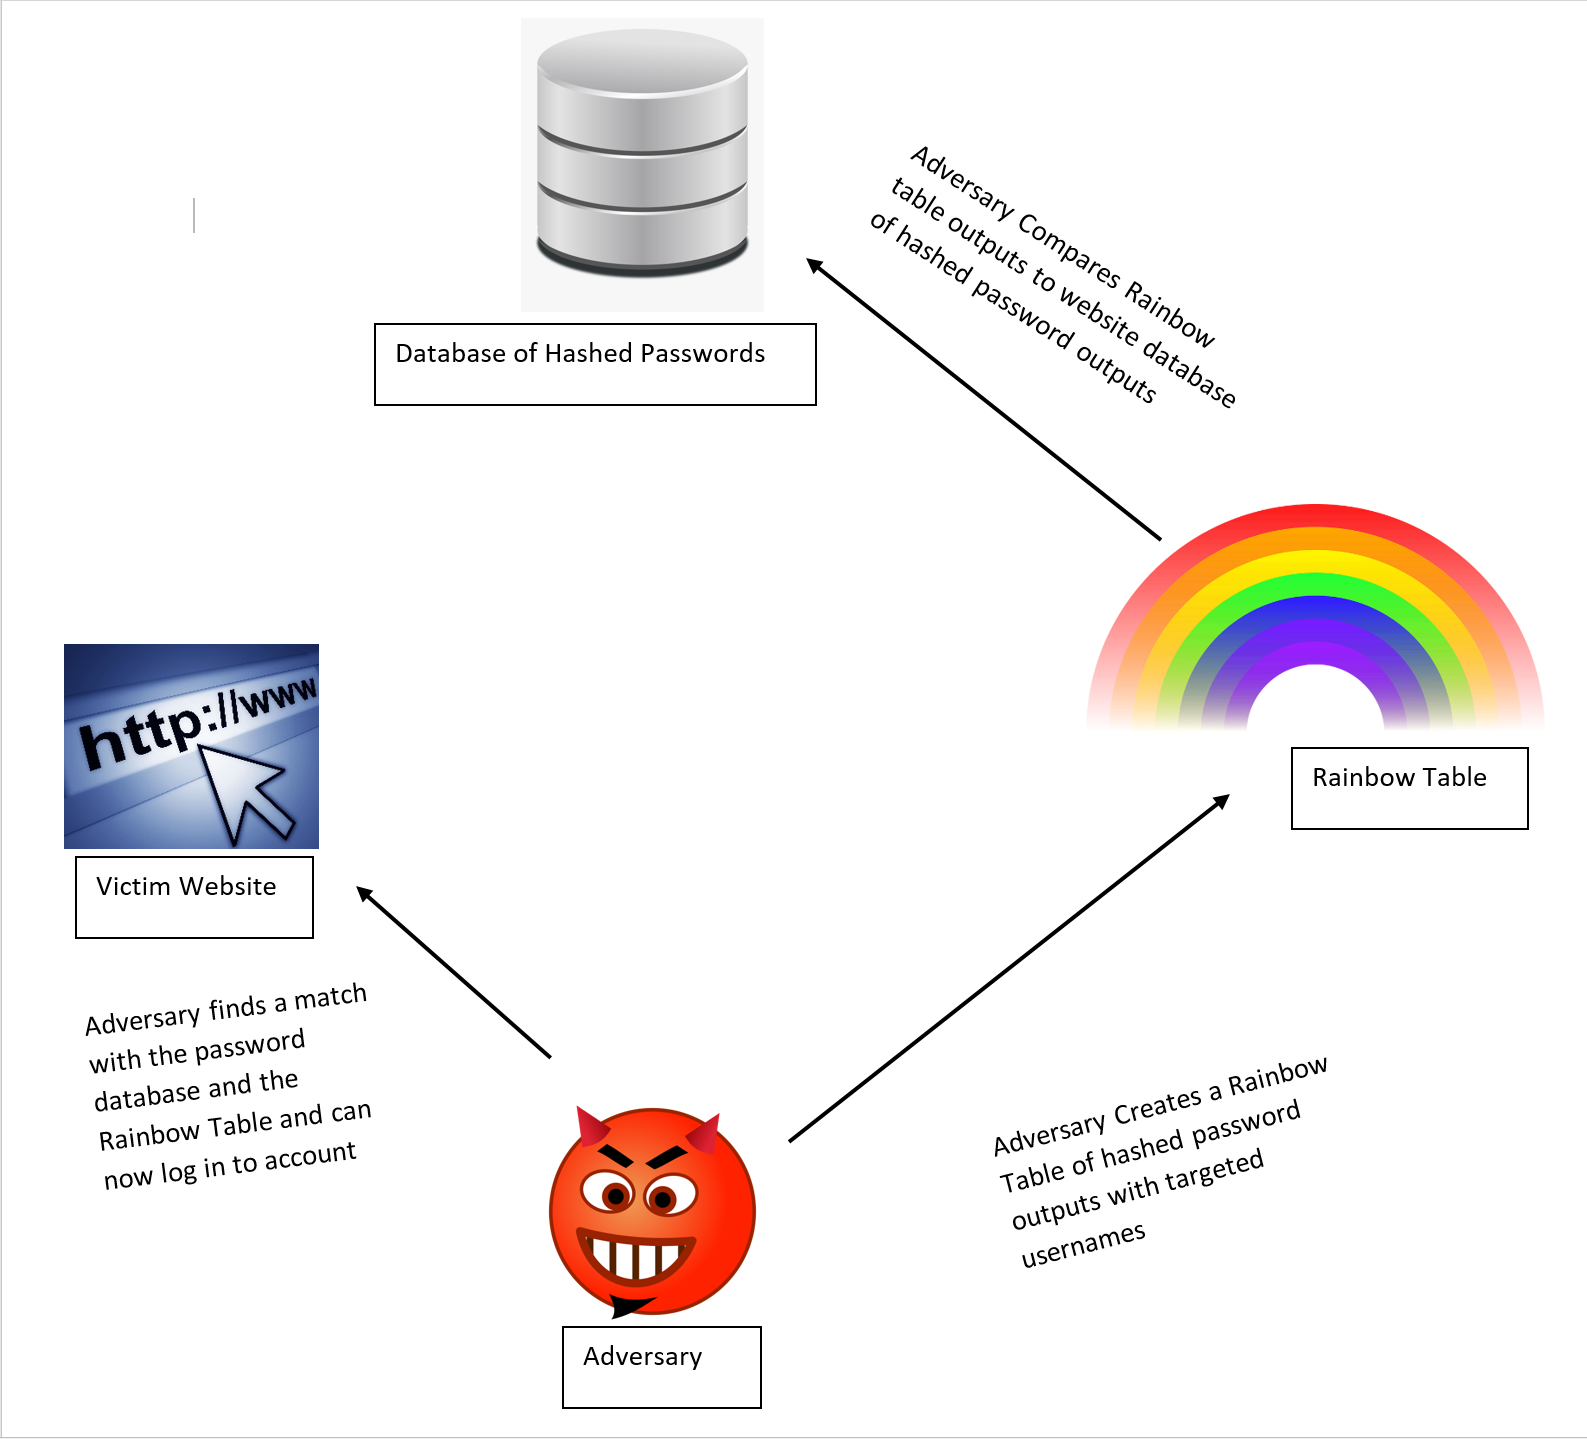 Adversary Compares Rainbow
table outputs to website database
of hashed password outputs
Database of Hashed Passwords
http://www
Rainbow Table
Victim Website
Adversary finds a match
with the password
database and the
Rainbow Table and can
now log in to account
Adversary Creates a Rainbow
Table of hashed password
outputs with targeted
usernames
Adversary